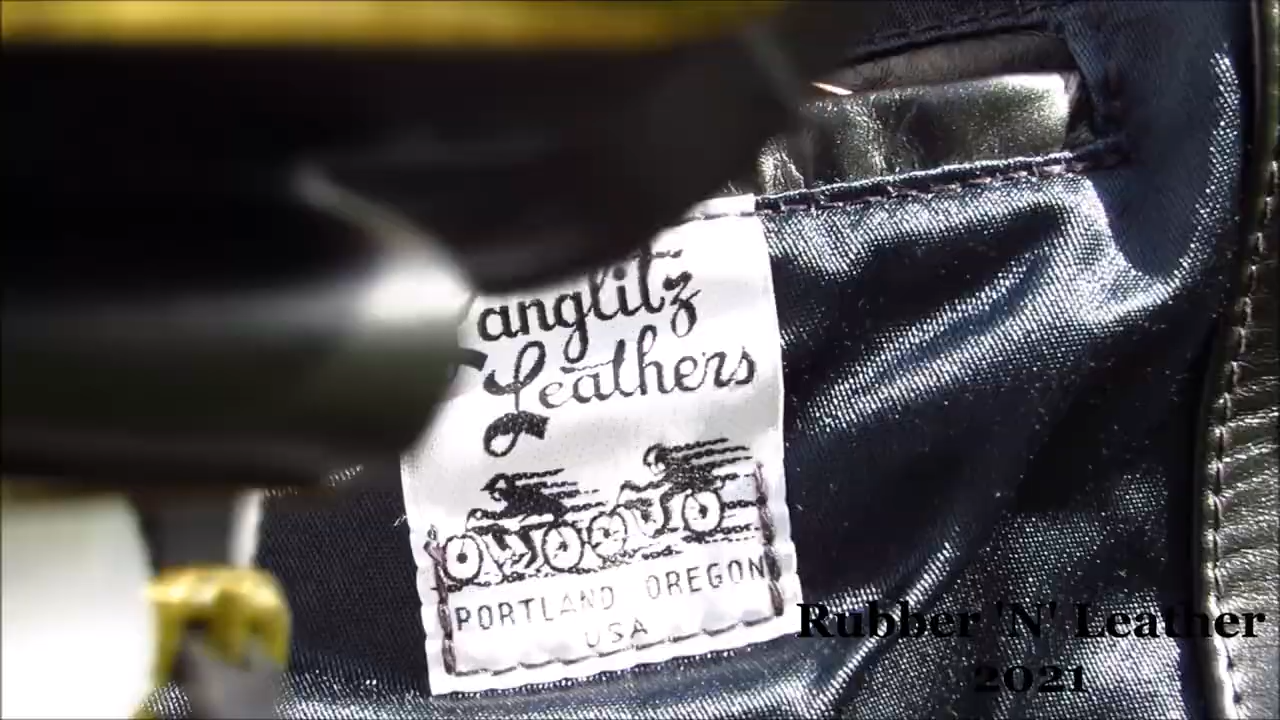 anglitz
Leathers
PORTLAND OREGON
USA
Rubber 'N' Leather
2021